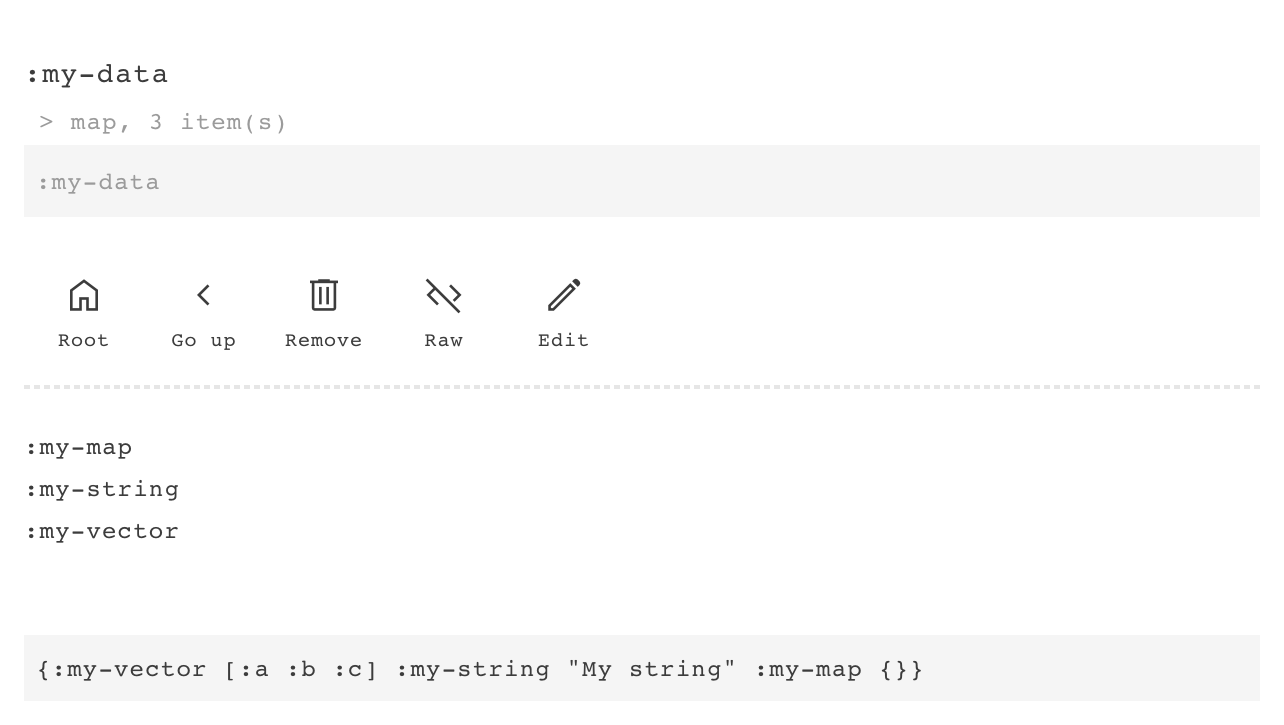 :my-data
> map, 3 item(s)
:my-data
Root Go up Remove Raw Edit
:my-map
:my-string
:my-vector
{:my-vector [:a :b :c] :my-string "My string" :my-map {}}